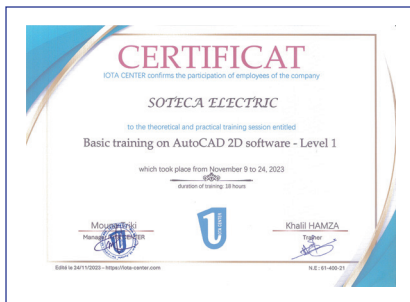 CERTIFICAT
IOTA CENTER confirms the participation of employees of the company
SOTECA ELECTRIC
to the theoretical and practical training session entitled
Basic training on AutoCAD 2D software - Level 1
which took place from November 9 to 24, 2023
duration of training: 18 hours
Khalil HAMZA
Trainer
Edité le 24/11/2023 - https://iota-center.com
N.E : 61-400-21